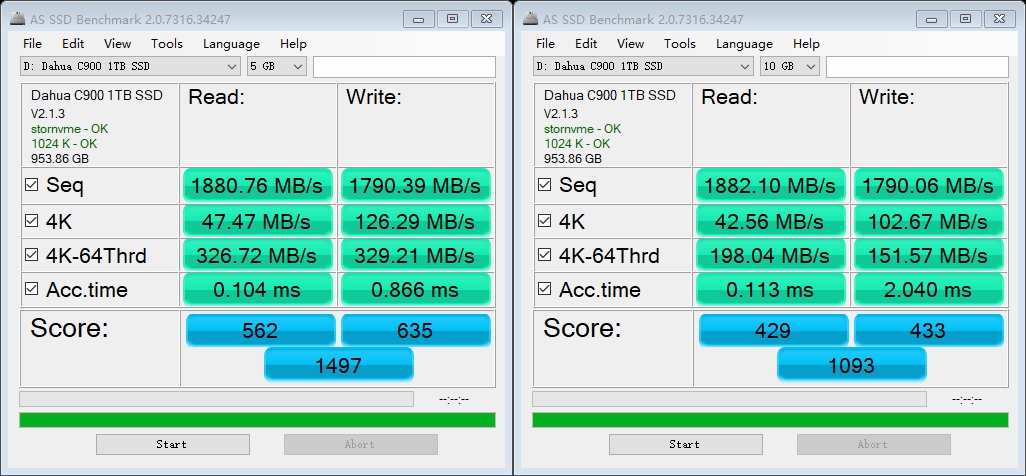 AS SSD Benchmark 2.0.7316.34247
File Edit View Tools Language Help
D: Dahua C900 1TB SSD 5 GB
Dahua C900 1TB SSD
V2.1.3
stornvme - OK
1024 K - OK
953.86 GB
Read: Write:
Seq 1880.76 MB/s 1790.39 MB/s
4K 47.47 MB/s 126.29 MB/s
4K-64Thrd 326.72 MB/s 329.21 MB/s
Acc.time 0.104 ms 0.866 ms
Score: 562 635
1497
--:--:--
Start Abort
AS SSD Benchmark 2.0.7316.34247
File Edit View Tools Language Help
D: Dahua C900 1TB SSD 10 GB
Dahua C900 1TB SSD
V2.1.3
stornvme - OK
1024 K - OK
953.86 GB
Read: Write:
Seq 1882.10 MB/s 1790.06 MB/s
4K 42.56 MB/s 102.67 MB/s
4K-64Thrd 198.04 MB/s 151.57 MB/s
Acc.time 0.113 ms 2.040 ms
Score: 429 433
1093
--:--:--
Start Abort